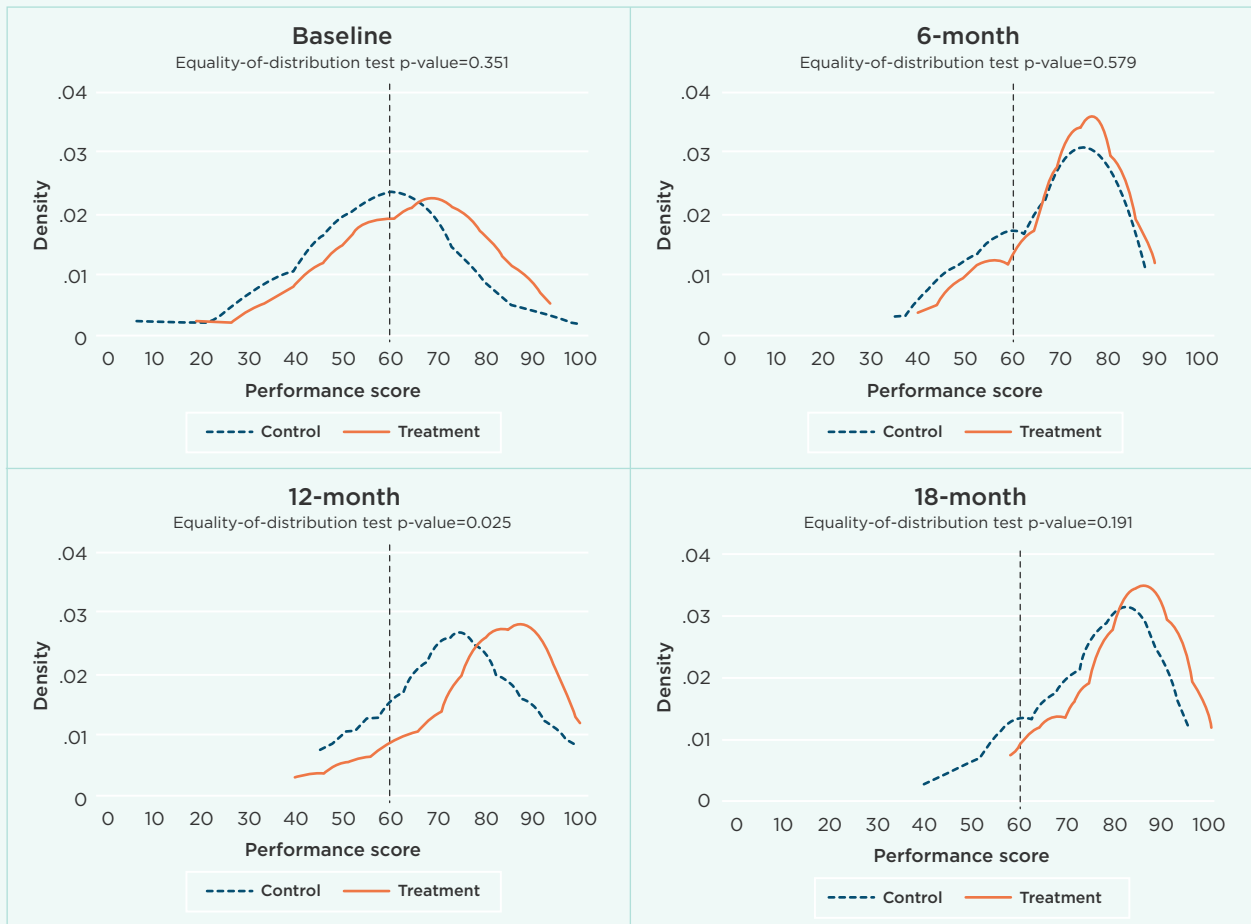 Baseline
Equality-of-distribution test p-value=0.351
.04
.03
.02
.01
0
Density
0 10 20 30 40 50 60 70 80 90 100
Performance score
Control Treatment
6-month
Equality-of-distribution test p-value=0.579
.04
.03
.02
.01
0
Density
0 10 20 30 40 50 60 70 80 90 100
Performance score
Control Treatment
12-month
Equality-of-distribution test p-value=0.025
.04
.03
.02
.01
0
Density
0 10 20 30 40 50 60 70 80 90 100
Performance score
Control Treatment
18-month
Equality-of-distribution test p-value=0.191
.04
.03
.02
.01
0
Density
0 10 20 30 40 50 60 70 80 90 100
Performance score
Control Treatment